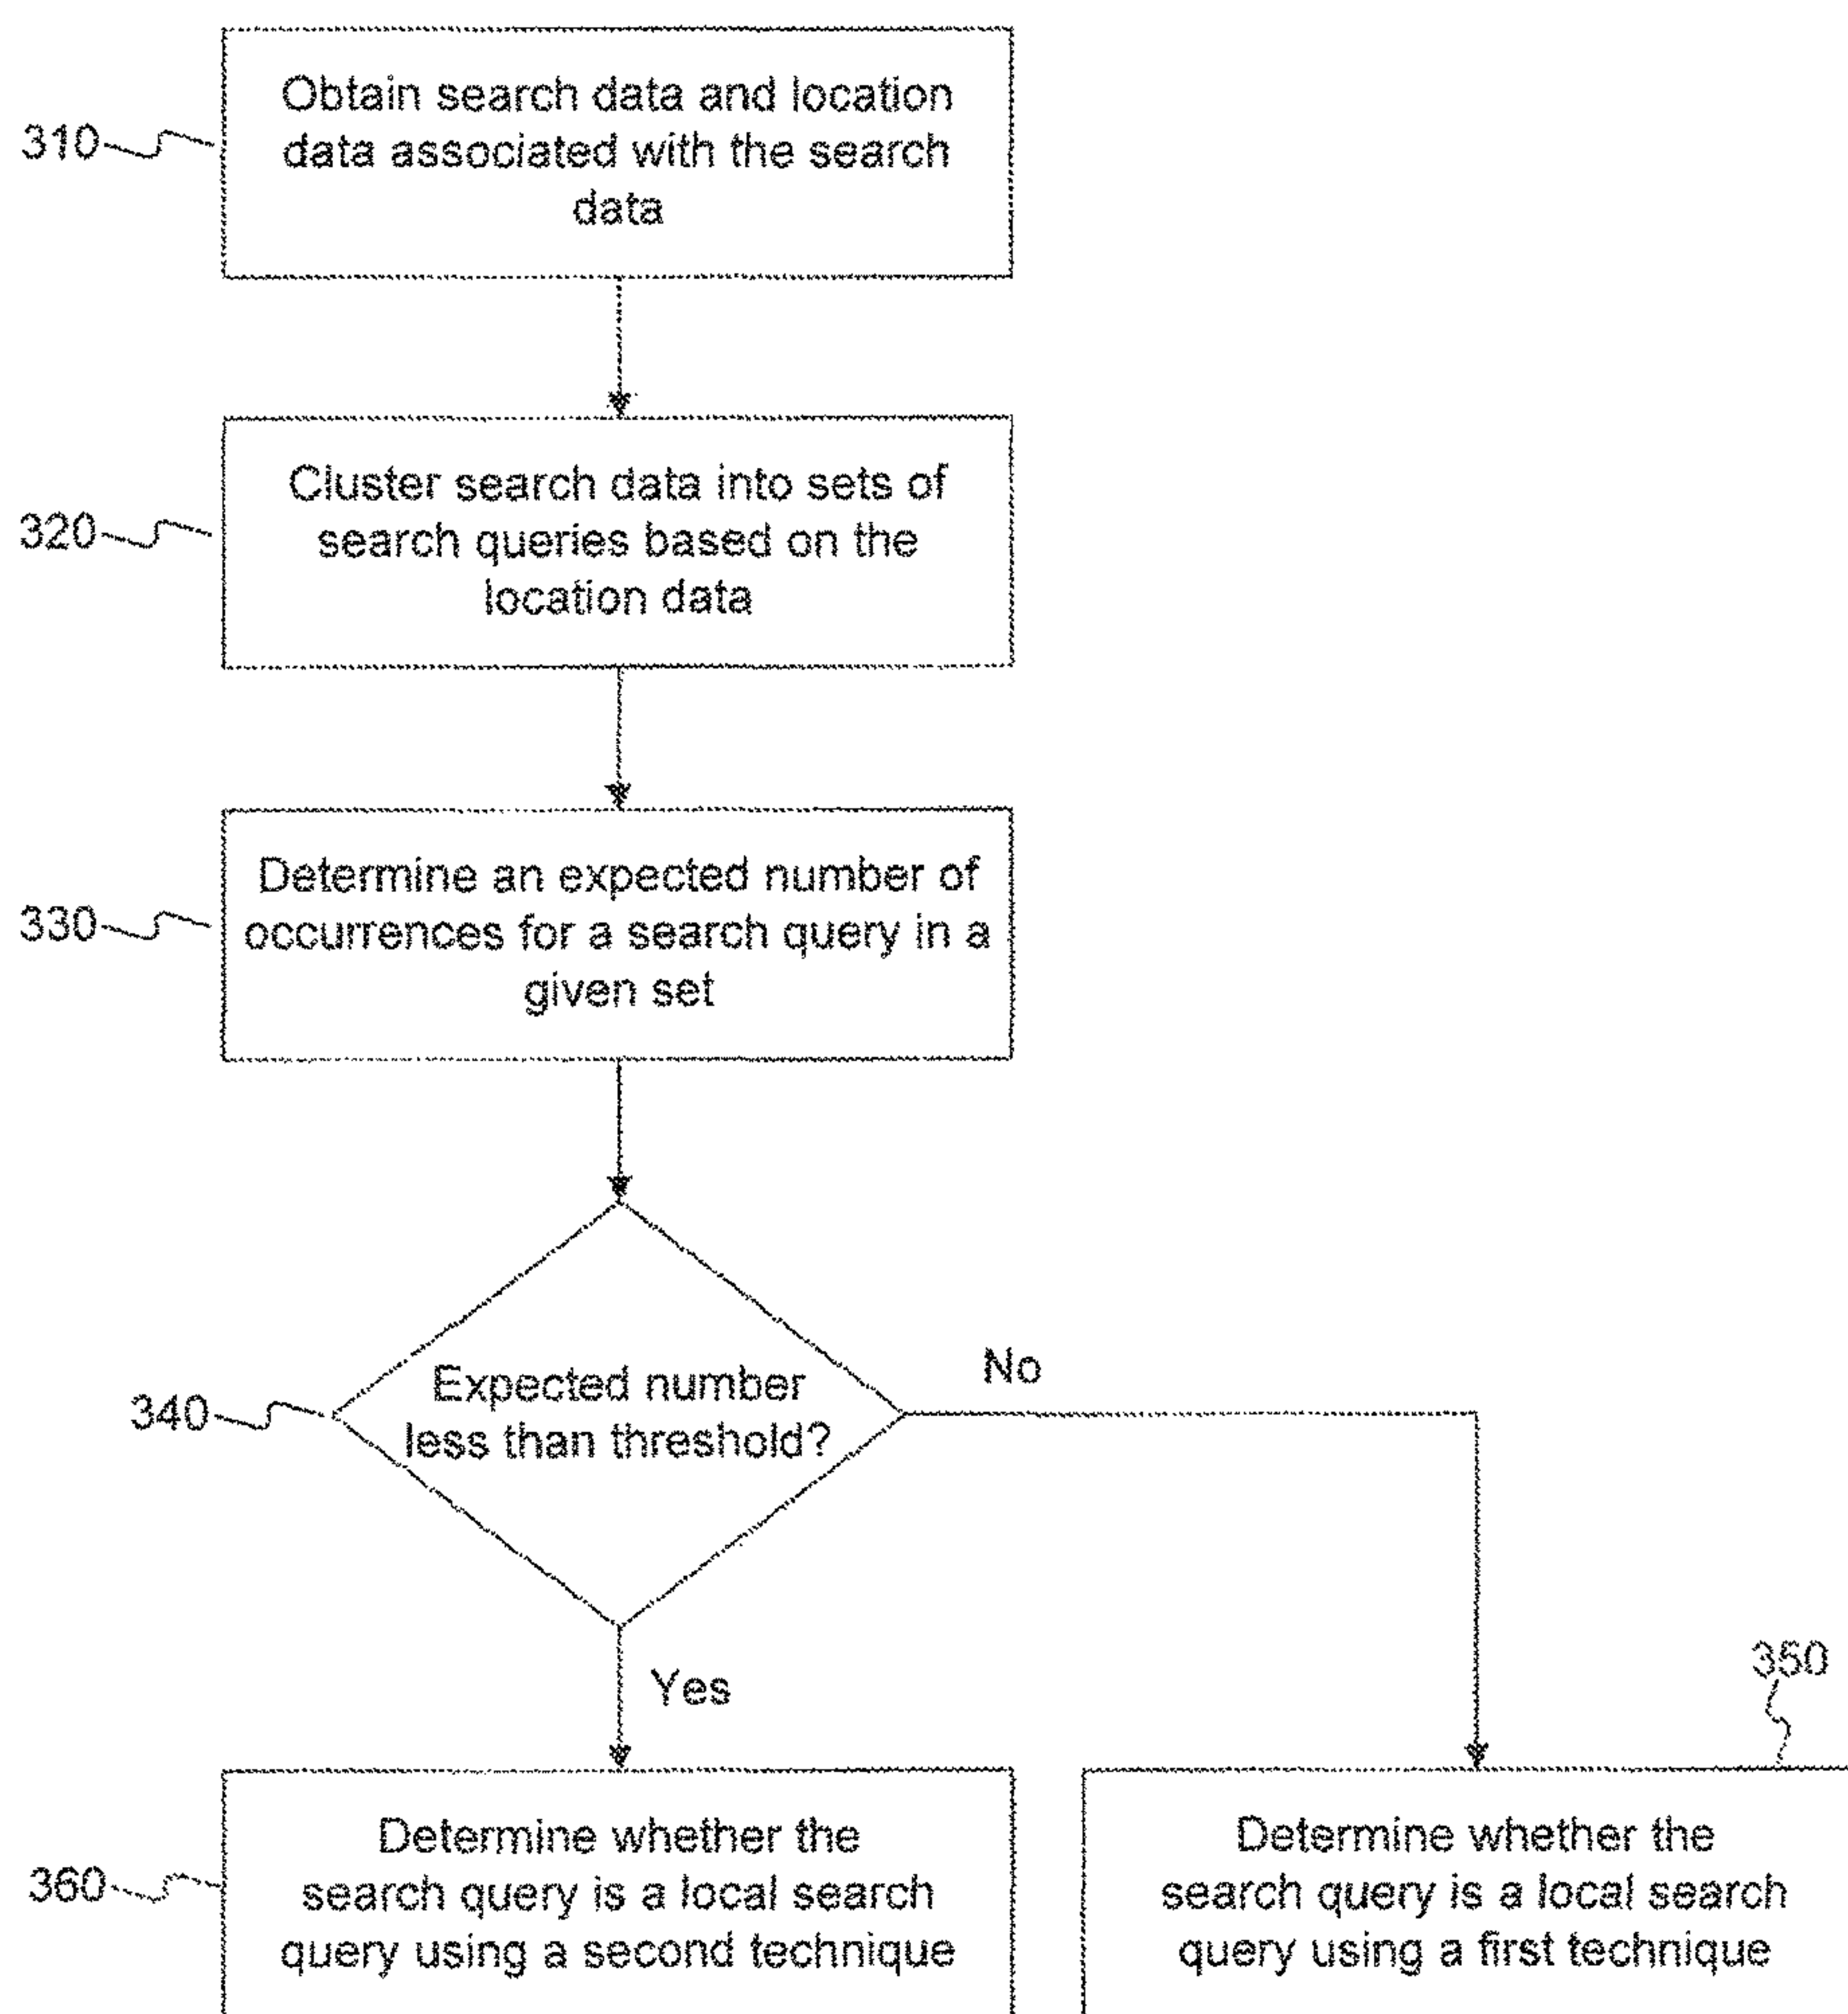 310
Obtain search data and location
data associated with the search
data
320
Cluster search data into sets of
search queries based on the
location data
330
Determine an expected number of
occurrences for a search query in a
given set
340
Expected number
less than threshold?
No
Yes
350
360
Determine whether the
search query is a local search
query using a second technique
Determine whether the
search query is a local search
query using a first technique